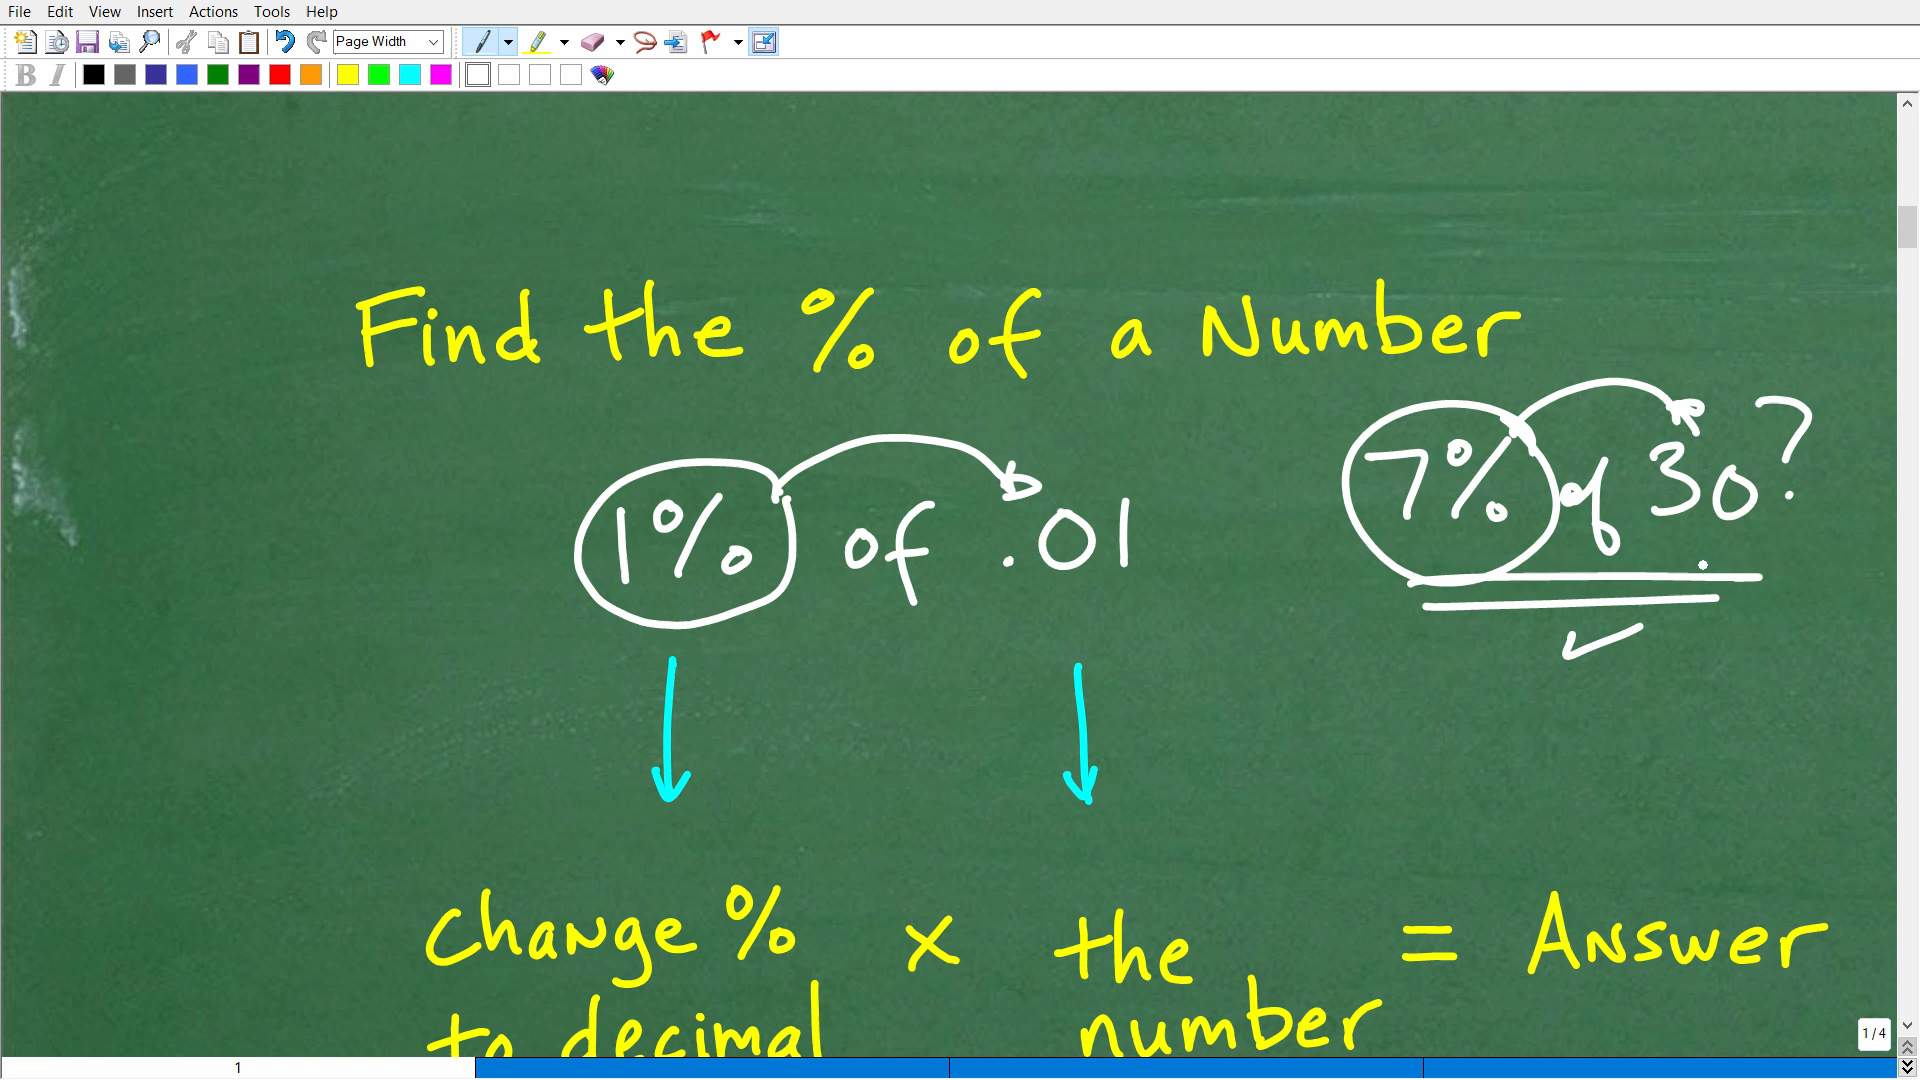 File Edit View Insert Actions Tools Help
Page Width
B I
Find the % of a Number
1% of .01
7% of 30?
Change % x the = Answer
to decimal number
1 / 4
1